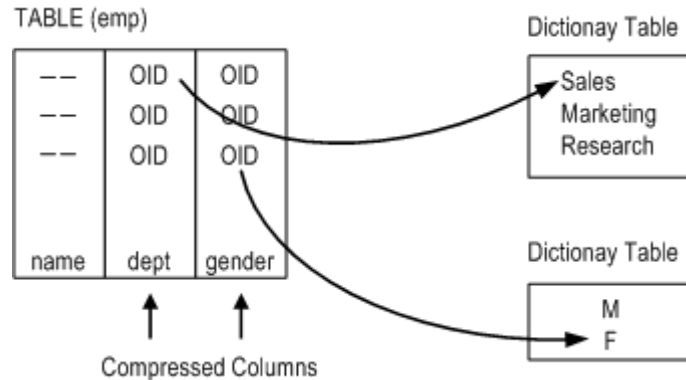 TABLE (emp)
Dictionay Table
-- OID OID
-- OID OID
-- OID OID
name dept gender
Sales
Marketing
Research
Dictionay Table
M
F
Compressed Columns